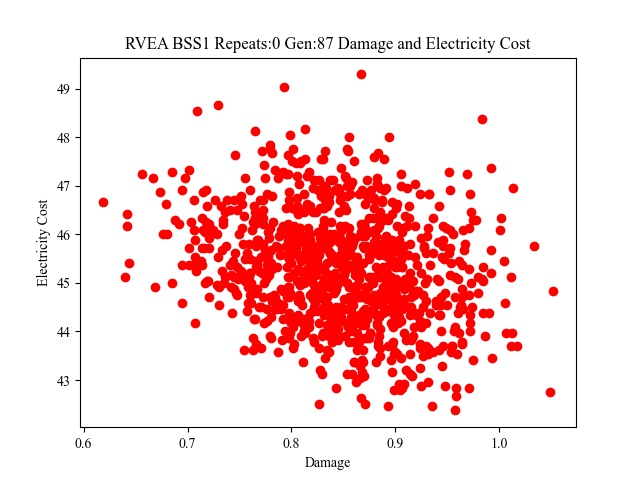 RVEA BSS1 Repeats:0 Gen:87 Damage and Electricity Cost
49
48
47
46
45
44
43
Electricity Cost
0.6 0.7 0.8 0.9 1.0
Damage